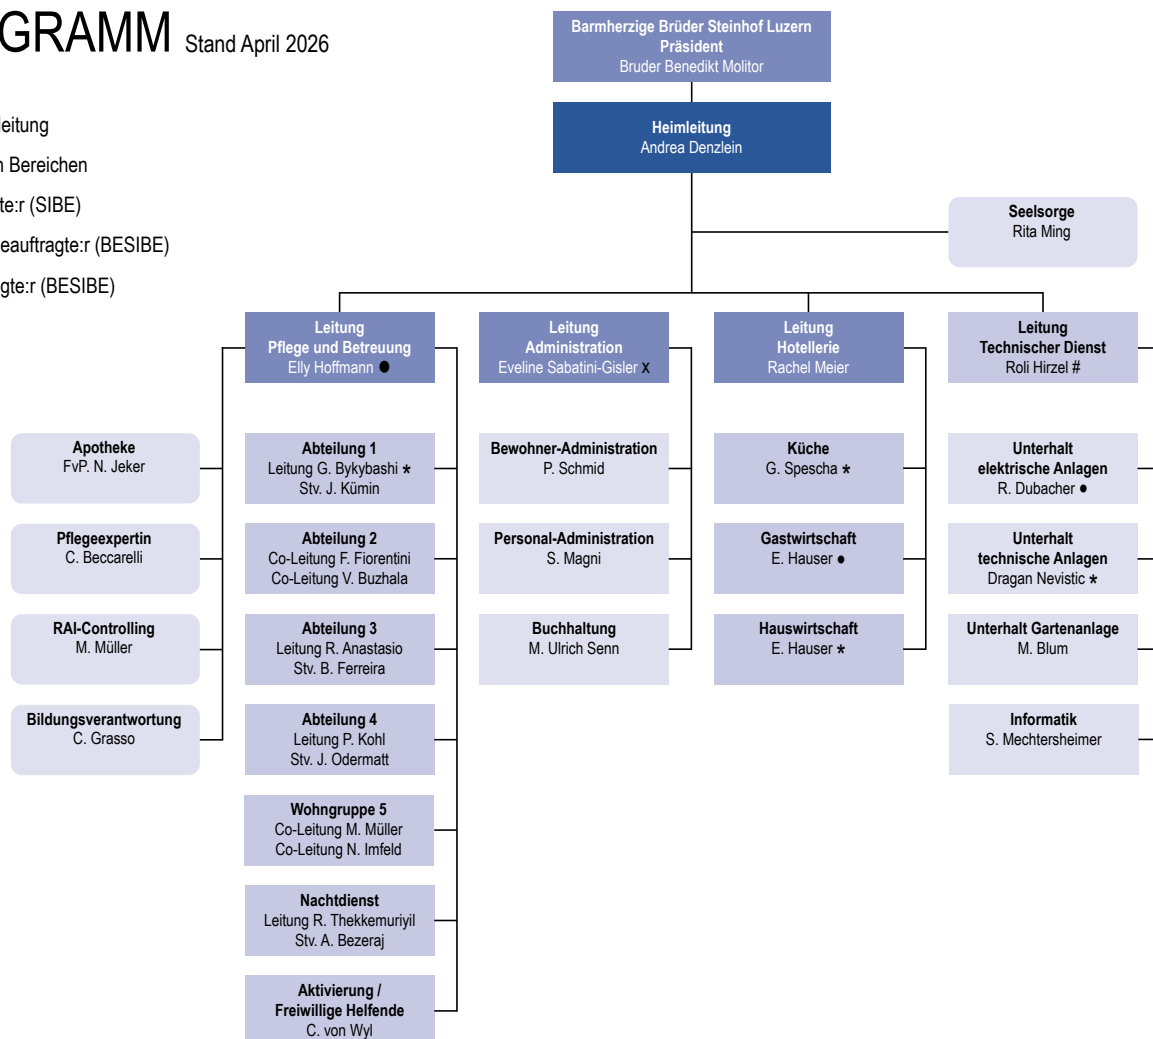 GRAMM Stand April 2026
Barmherzige Brüder Steinhof Luzern
Präsident
Bruder Benedikt Molitor
Heimleitung
Andrea Denzlein
leitung
n Bereichen
te:r (SIBE)
eauftragte:r (BESIBE)
gte:r (BESIBE)
Seelsorge
Rita Ming
Leitung
Pflege und Betreuung
Elly Hoffmann ●
Leitung
Administration
Eveline Sabatini-Gisler x
Leitung
Hotellerie
Rachel Meier
Leitung
Technischer Dienst
Roli Hirzel #
Apotheke
FvP. N. Jeker
Pflegeexpertin
C. Beccarelli
RAI-Controlling
M. Müller
Bildungsverantwortung
C. Grasso
Abteilung 1
Leitung G. Bykybashi *
Stv. J. Kümin
Abteilung 2
Co-Leitung F. Fiorentini
Co-Leitung V. Buzhala
Abteilung 3
Leitung R. Anastasio
Stv. B. Ferreira
Abteilung 4
Leitung P. Kohl
Stv. J. Odermatt
Wohngruppe 5
Co-Leitung M. Müller
Co-Leitung N. Imfeld
Nachtdienst
Leitung R. Thekkemuriyil
Stv. A. Bezeraj
Aktivierung /
Freiwillige Helfende
C. von Wyl
Bewohner-Administration
P. Schmid
Personal-Administration
S. Magni
Buchhaltung
M. Ulrich Senn
Küche
G. Spescha *
Gastwirtschaft
E. Hauser ●
Hauswirtschaft
E. Hauser *
Unterhalt
elektrische Anlagen
R. Dubacher ●
Unterhalt
technische Anlagen
Dragan Nevistic *
Unterhalt Gartenanlage
M. Blum
Informatik
S. Mechtersheimer